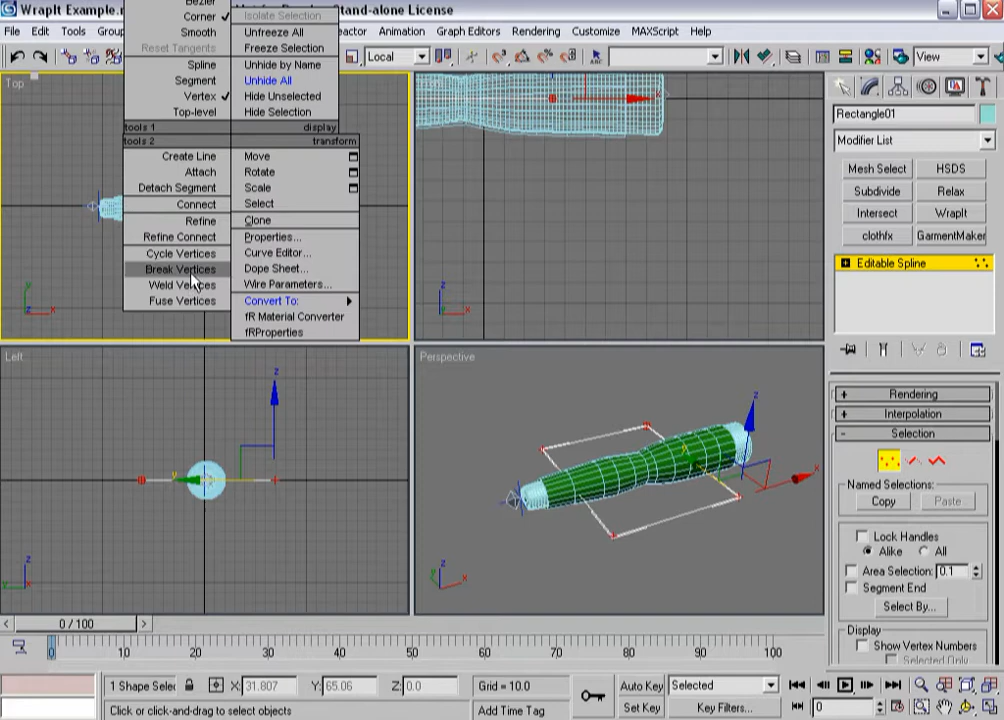 WrapIt Example.m
Stand-alone License
File Edit Tools Group
reactor Animation Graph Editors Rendering Customize MAXScript Help
Local
View
Bezier
Corner
Smooth
Reset Tangents
Spline
Segment
Vertex
Top-level
tools 1
tools 2
Create Line
Attach
Detach Segment
Connect
Refine
Refine Connect
Cycle Vertices
Break Vertices
Weld Vertices
Fuse Vertices
Isolate Selection
Unfreeze All
Freeze Selection
Unhide by Name
Unhide All
Hide Unselected
Hide Selection
display
transform
Move
Rotate
Scale
Select
Clone
Properties...
Curve Editor...
Dope Sheet...
Wire Parameters...
Convert To:
fR Material Converter
fRProperties
Top
Left
Perspective
Rectangle01
Modifier List
Mesh Select HSDS
Subdivide Relax
Intersect WrapIt
clothfx GarmentMaker
Editable Spline
Rendering
Interpolation
Selection
Named Selections:
Copy Paste
Lock Handles
Alike All
Area Selection: 0.1
Segment End
Select By...
Display
Show Vertex Numbers
Selected Only
0 / 100
0 10 20 30 40 50 60 70 80 90 100
1 Shape Selec X: 31.807 Y: 65.06 Z: 0.0 Grid = 10.0 Auto Key Selected
Click or click-and-drag to select objects Add Time Tag Set Key Key Filters... 0